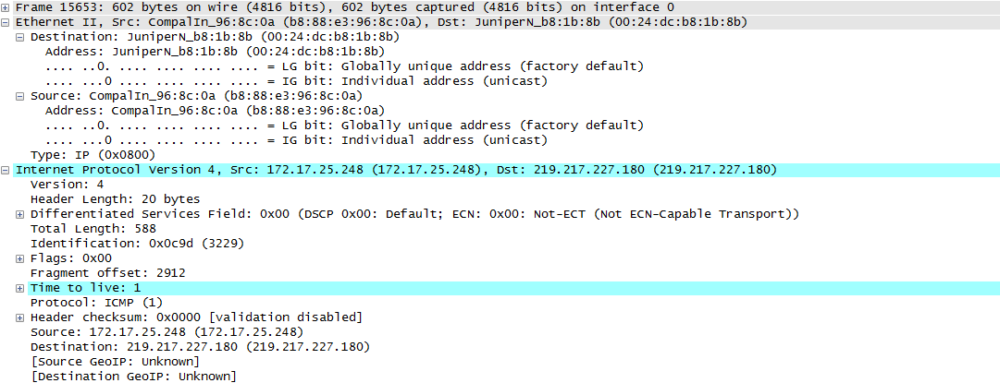 Frame 15653: 602 bytes on wire (4816 bits), 602 bytes captured (4816 bits) on interface 0
Ethernet II, Src: CompalIn_96:8c:0a (b8:88:e3:96:8c:0a), Dst: JuniperN_b8:1b:8b (00:24:dc:b8:1b:8b)
Destination: JuniperN_b8:1b:8b (00:24:dc:b8:1b:8b)
Address: JuniperN_b8:1b:8b (00:24:dc:b8:1b:8b)
.... ..0. .... .... .... .... = LG bit: Globally unique address (factory default)
.... ...0 .... .... .... .... = IG bit: Individual address (unicast)
Source: CompalIn_96:8c:0a (b8:88:e3:96:8c:0a)
Address: CompalIn_96:8c:0a (b8:88:e3:96:8c:0a)
.... ..0. .... .... .... .... = LG bit: Globally unique address (factory default)
.... ...0 .... .... .... .... = IG bit: Individual address (unicast)
Type: IP (0x0800)
Internet Protocol Version 4, Src: 172.17.25.248 (172.17.25.248), Dst: 219.217.227.180 (219.217.227.180)
Version: 4
Header Length: 20 bytes
Differentiated Services Field: 0x00 (DSCP 0x00: Default; ECN: 0x00: Not-ECT (Not ECN-Capable Transport))
Total Length: 588
Identification: 0x0c9d (3229)
Flags: 0x00
Fragment offset: 2912
Time to live: 1
Protocol: ICMP (1)
Header checksum: 0x0000 [validation disabled]
Source: 172.17.25.248 (172.17.25.248)
Destination: 219.217.227.180 (219.217.227.180)
[Source GeoIP: Unknown]
[Destination GeoIP: Unknown]